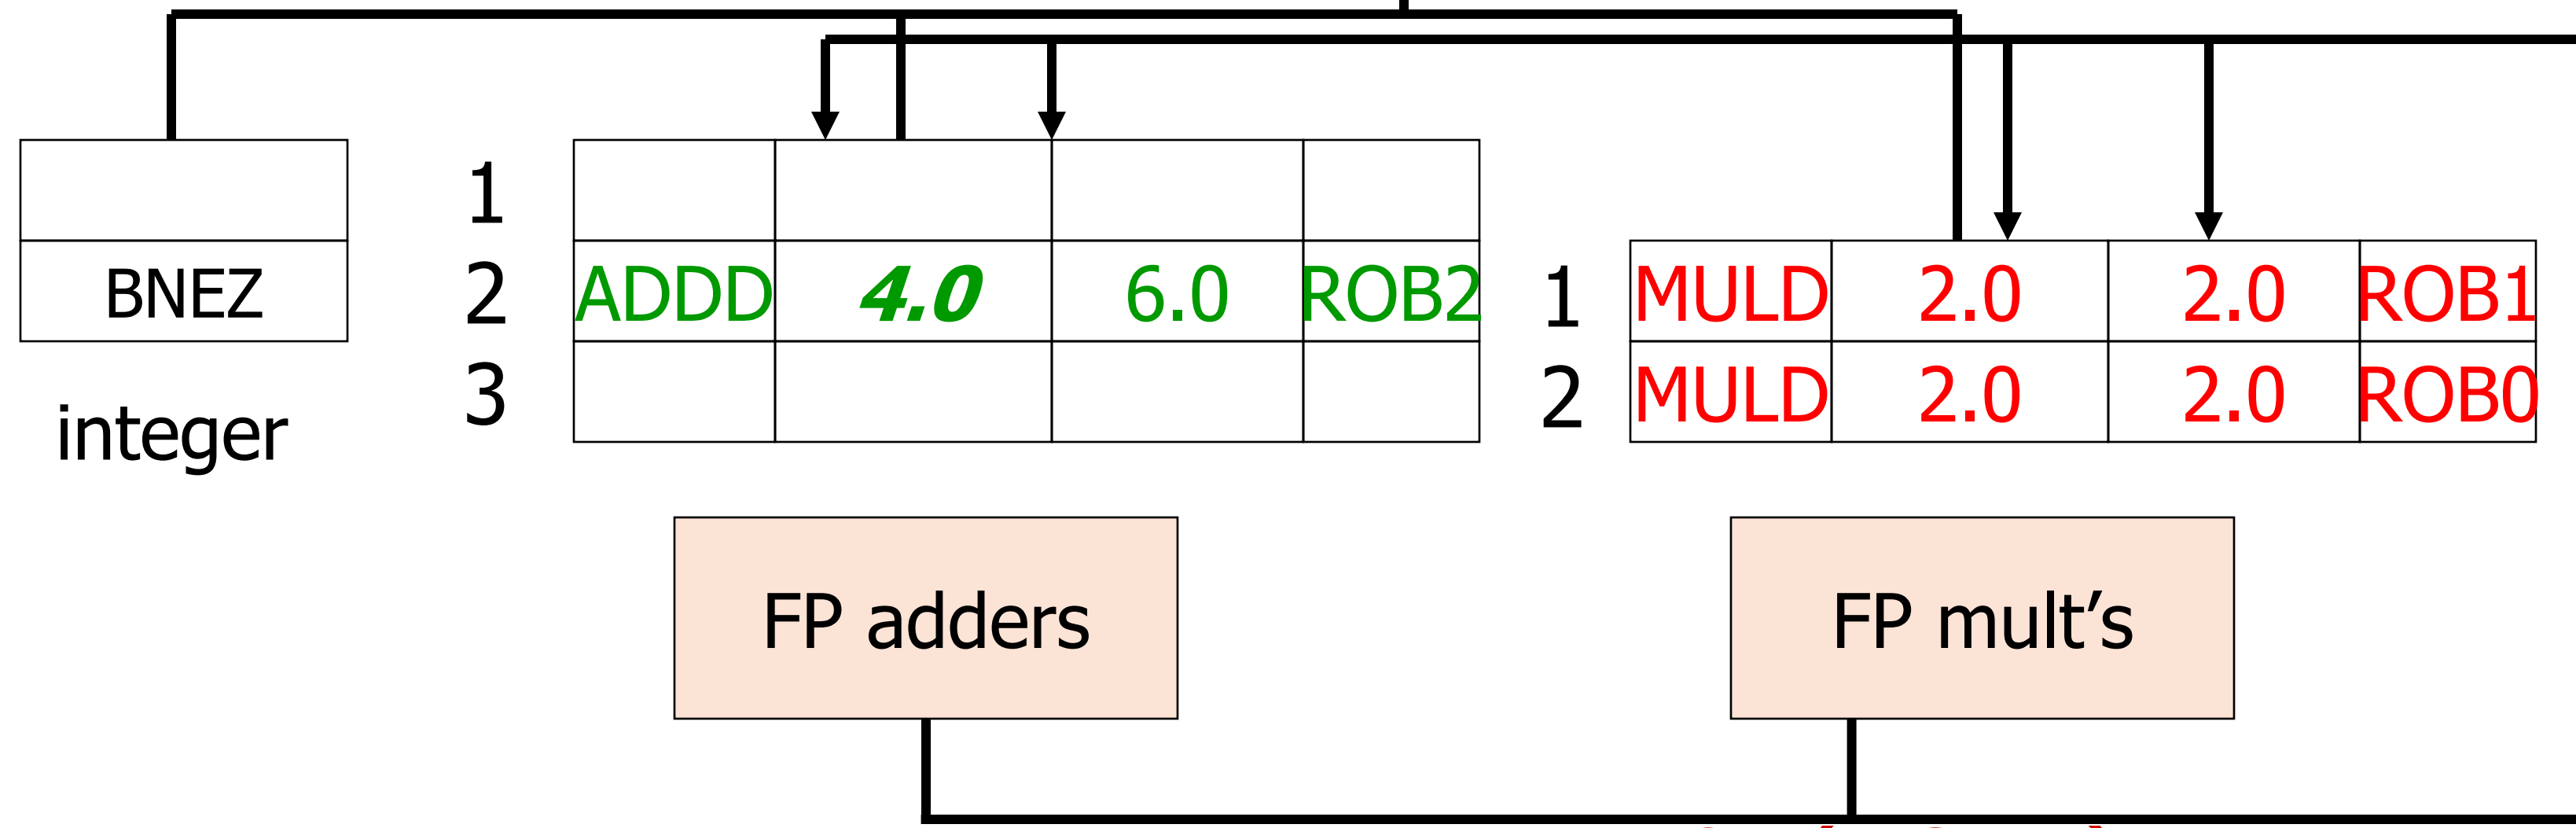 1
BNEZ 2 ADDD 4.0 6.0 ROB2 1 MULD 2.0 2.0 ROB1
3 2 MULD 2.0 2.0 ROB0
integer
FP adders FP mult’s